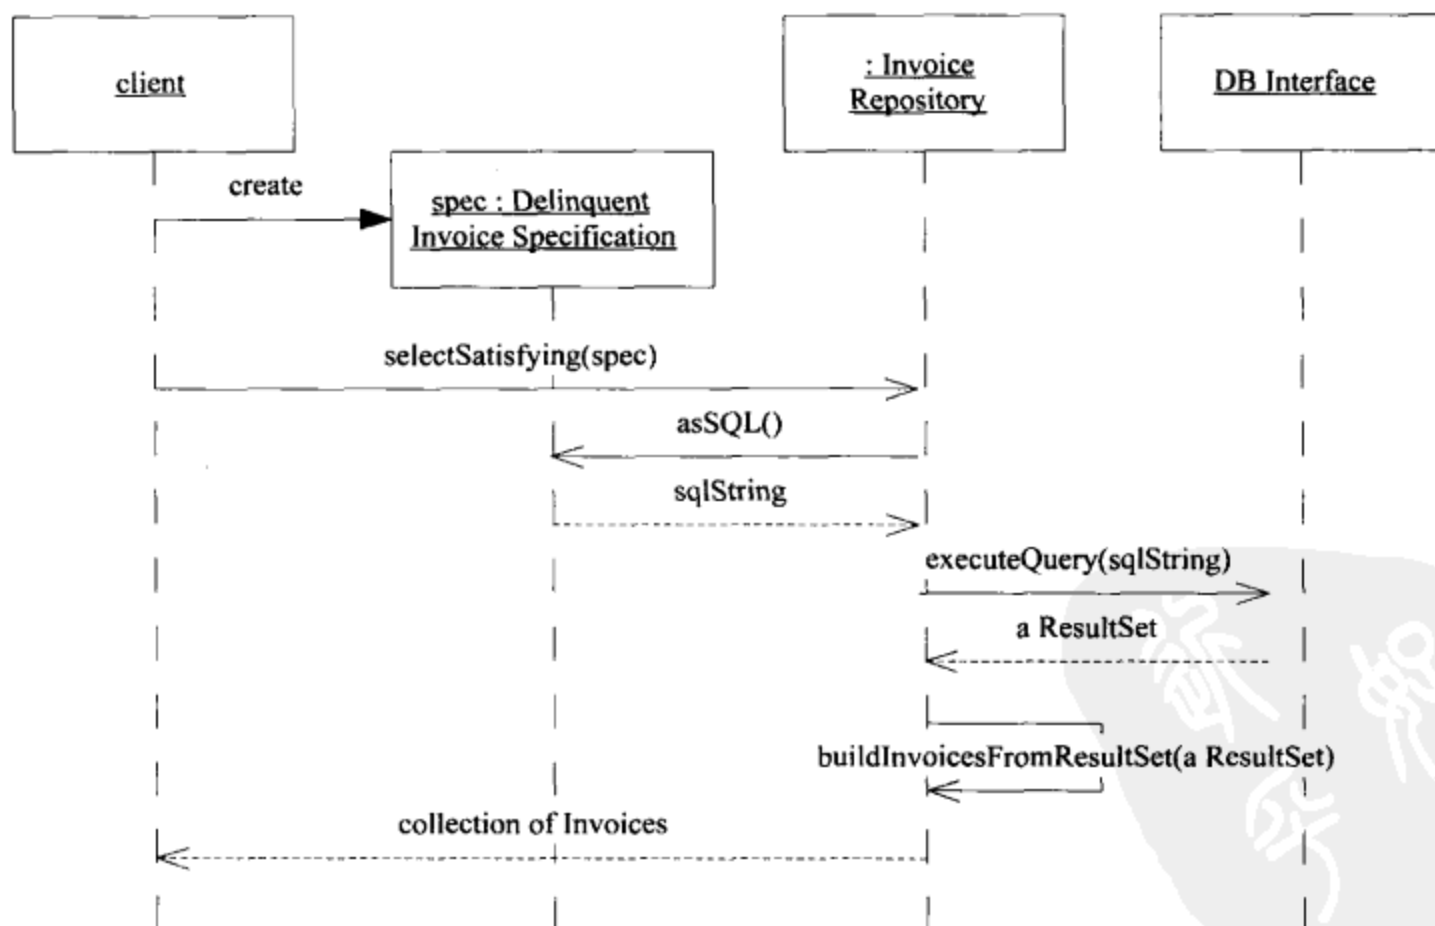 client
: Invoice
Repository
DB Interface
create
spec : Delinquent
Invoice Specification
selectSatisfying(spec)
asSQL()
sqlString
executeQuery(sqlString)
a ResultSet
buildInvoicesFromResultSet(a ResultSet)
collection of Invoices